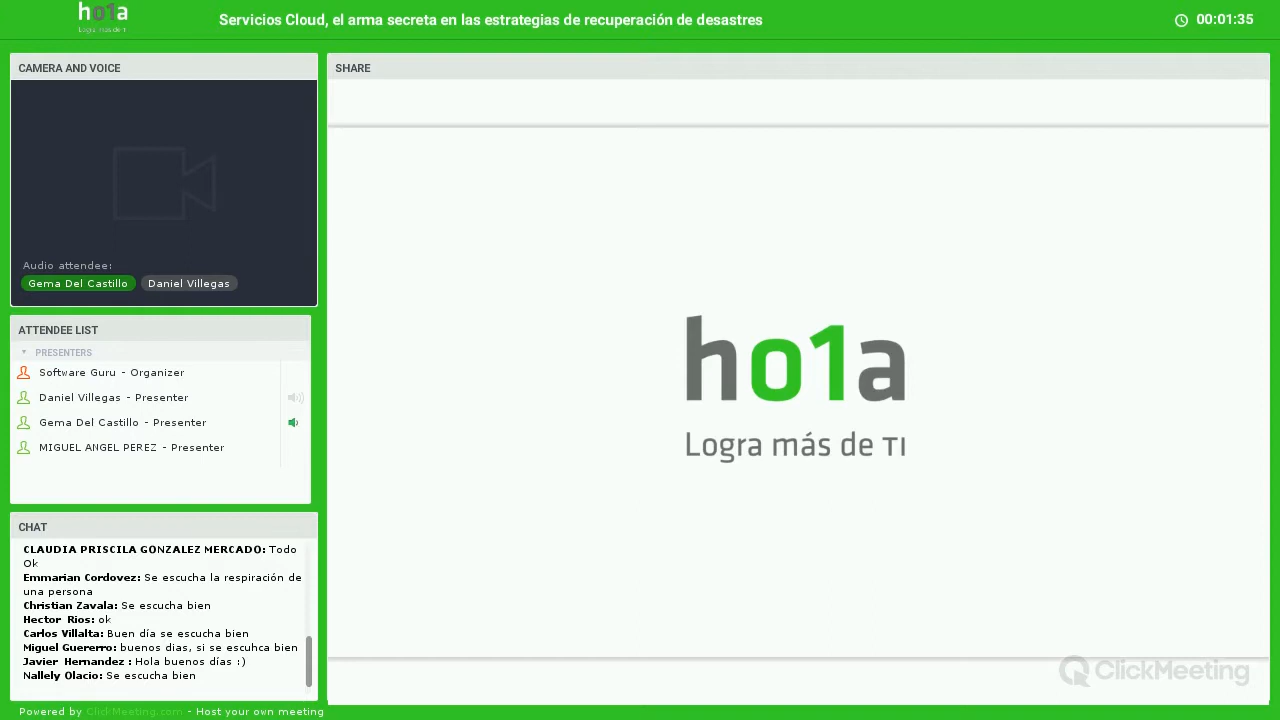 ho1a
Logra más de TI
Servicios Cloud, el arma secreta en las estrategias de recuperación de desastres
00:01:35
CAMERA AND VOICE
Audio attendee:
Gema Del Castillo
Daniel Villegas
ATTENDEE LIST
PRESENTERS
Software Guru - Organizer
Daniel Villegas - Presenter
Gema Del Castillo - Presenter
MIGUEL ANGEL PEREZ - Presenter
CHAT
CLAUDIA PRISCILA GONZALEZ MERCADO: Todo
Ok
Emmarian Cordovez: Se escucha la respiración de
una persona
Christian Zavala: Se escucha bien
Hector Rios: ok
Carlos Villalta: Buen día se escucha bien
Miguel Guererro: buenos dias, si se escuhca bien
Javier Hernandez : Hola buenos días :)
Nallely Olacio: Se escucha bien
Powered by ClickMeeting.com - Host your own meeting
SHARE
ho1a
Logra más de TI
ClickMeeting